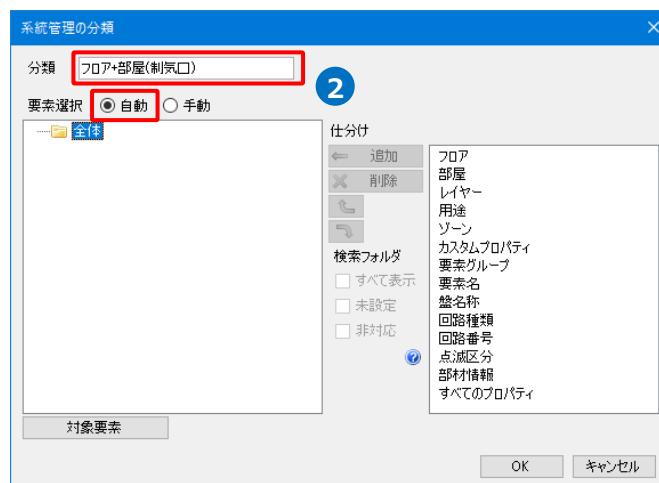 系統管理の分類
分類 フロア+部屋(制気口)
2
要素選択 自動 手動
全体
仕分け
追加
削除
検索フォルダ
すべて表示
未設定
非対応
フロア
部屋
レイヤー
用途
ゾーン
カスタムプロパティ
要素グループ
要素名
盤名称
回路種類
回路番号
点滅区分
部材情報
すべてのプロパティ
対象要素
OK キャンセル